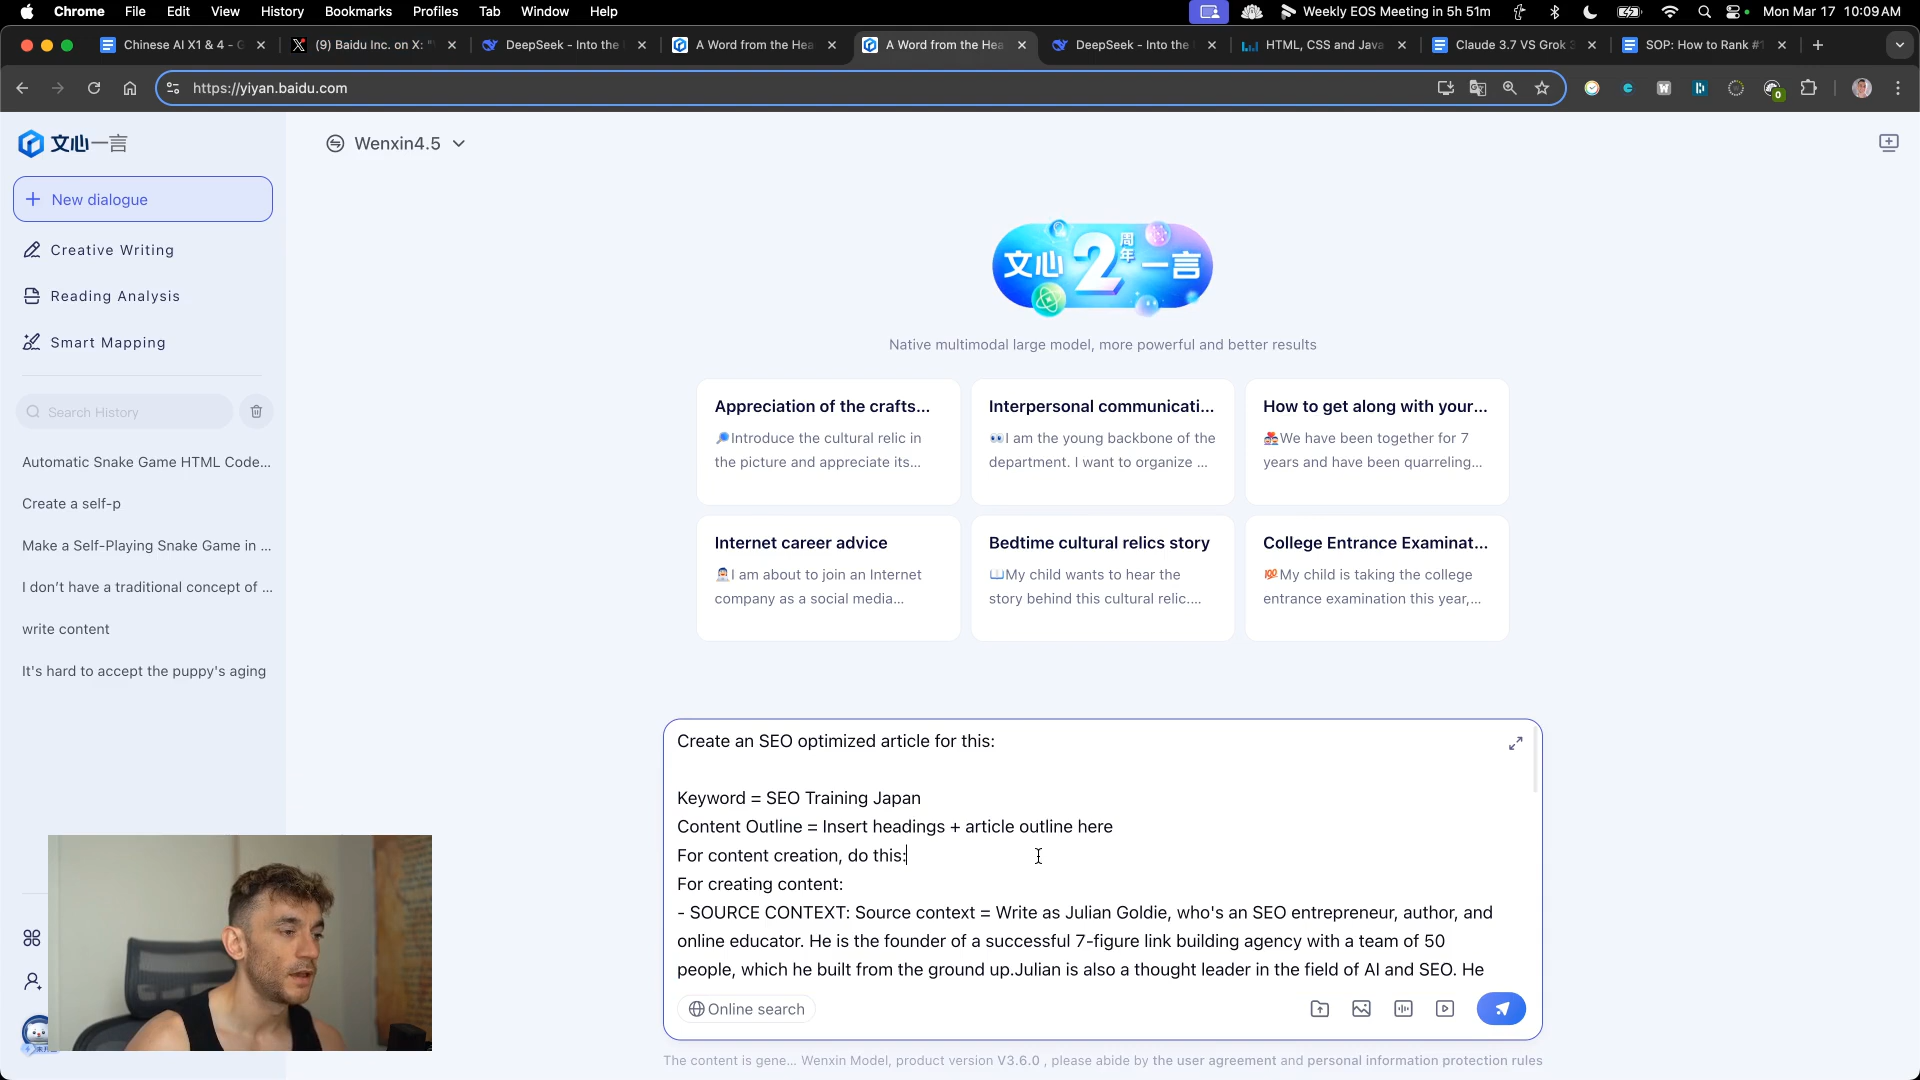 Chrome File Edit View History Bookmarks Profiles Tab Window Help
Weekly EOS Meeting in 5h 51m
Mon Mar 17 10:09 AM
Chinese AI X1 & 4 - G
(9) Baidu Inc. on X: "
DeepSeek - Into the
A Word from the Hea
A Word from the Hea
DeepSeek - Into the
HTML, CSS and Java
Claude 3.7 VS Grok 3
SOP: How to Rank #1
https://yiyan.baidu.com
0
文心一言
Wenxin4.5
New dialogue
Creative Writing
Reading Analysis
Smart Mapping
Search History
Automatic Snake Game HTML Code...
Create a self-p
Make a Self-Playing Snake Game in ...
I don't have a traditional concept of ...
write content
It's hard to accept the puppy's aging
文心2周年一言
Native multimodal large model, more powerful and better results
Appreciation of the crafts...
Introduce the cultural relic in
the picture and appreciate its...
Interpersonal communicati...
I am the young backbone of the
department. I want to organize ...
How to get along with your...
We have been together for 7
years and have been quarreling...
Internet career advice
I am about to join an Internet
company as a social media...
Bedtime cultural relics story
My child wants to hear the
story behind this cultural relic....
College Entrance Examinat...
My child is taking the college
entrance examination this year,...
Create an SEO optimized article for this:
Keyword = SEO Training Japan
Content Outline = Insert headings + article outline here
For content creation, do this:
For creating content:
- SOURCE CONTEXT: Source context = Write as Julian Goldie, who's an SEO entrepreneur, author, and
online educator. He is the founder of a successful 7-figure link building agency with a team of 50
people, which he built from the ground up.Julian is also a thought leader in the field of AI and SEO. He
Online search
The content is gene... Wenxin Model, product version V3.6.0 , please abide by the user agreement and personal information protection rules